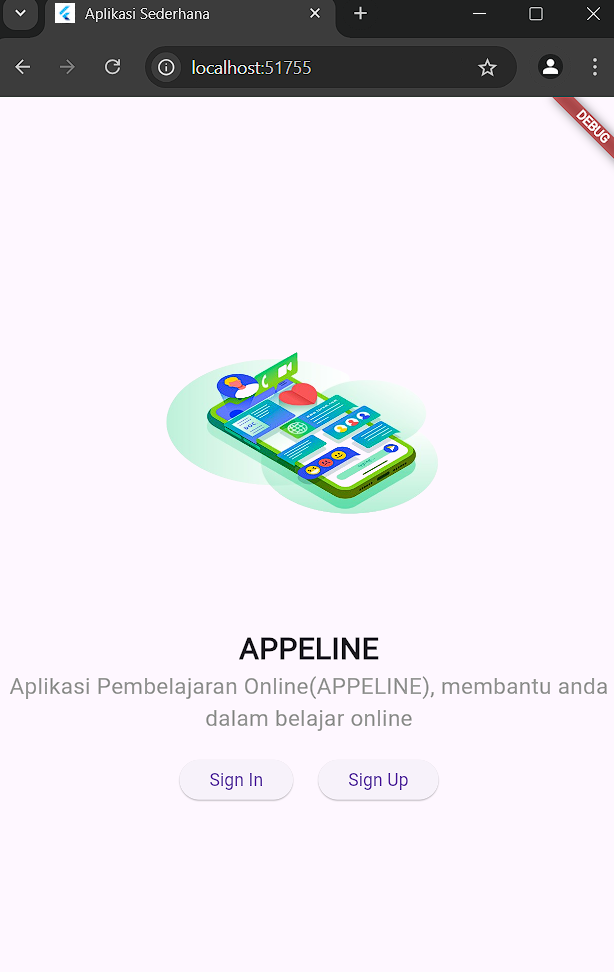 Aplikasi Sederhana
localhost:51755
DEBUG
DOC
APPELINE
Aplikasi Pembelajaran Online(APPELINE), membantu anda
dalam belajar online
Sign In
Sign Up